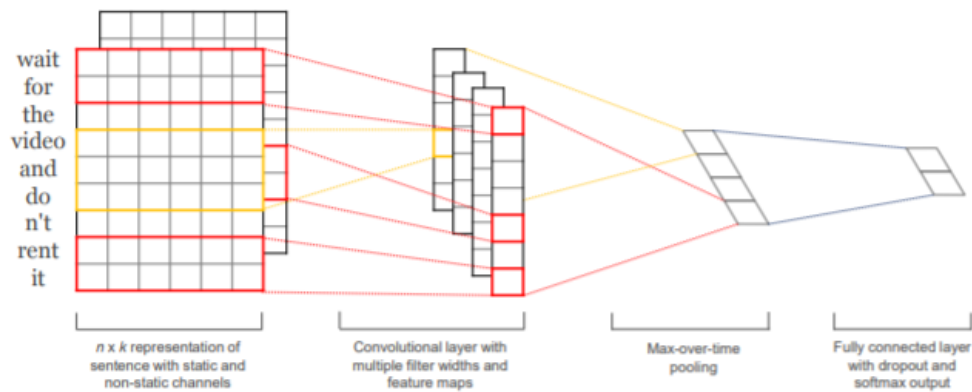 wait
for
the
video
and
do
n't
rent
it
n x k representation of
sentence with static and
non-static channels
Convolutional layer with
multiple filter widths and
feature maps
Max-over-time
pooling
Fully connected layer
with dropout and
softmax output